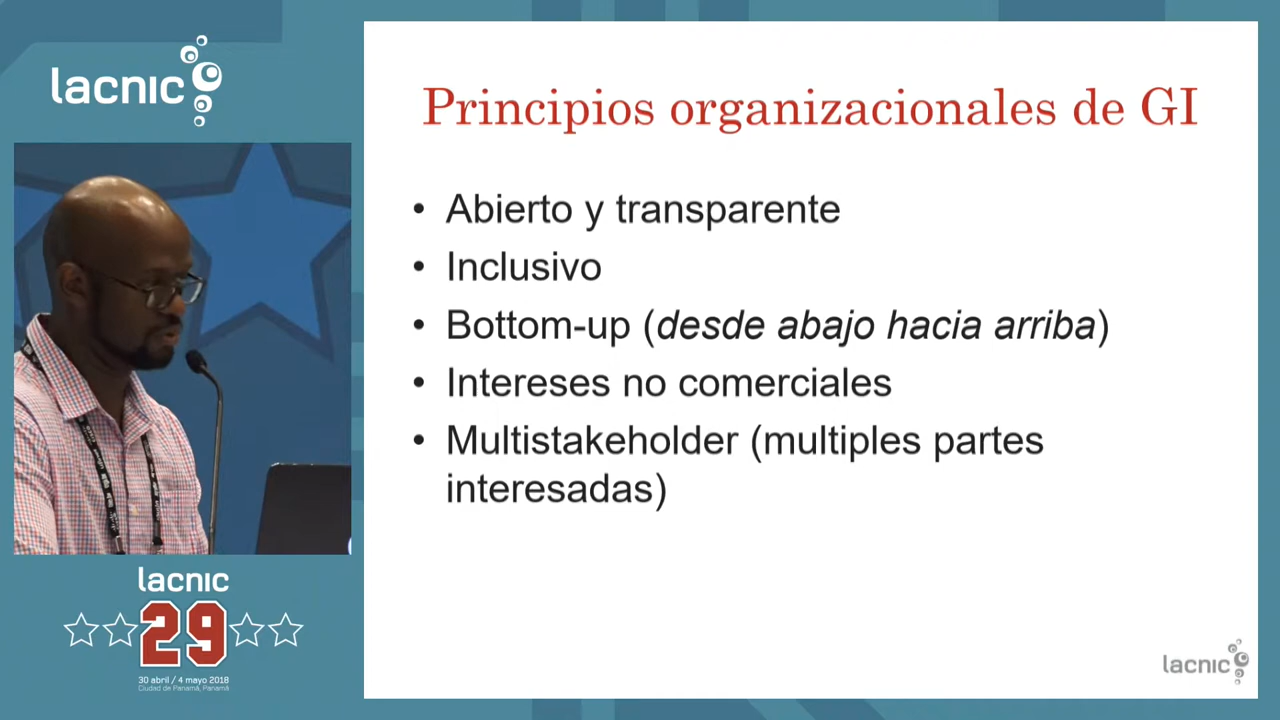 lacnic
Principios organizacionales de GI
• Abierto y transparente
• Inclusivo
• Bottom-up (desde abajo hacia arriba)
• Intereses no comerciales
• Multistakeholder (multiples partes
interesadas)
lacnic
29
30 abril / 4 mayo 2018
Ciudad de Panamá, Panamá
lacnic